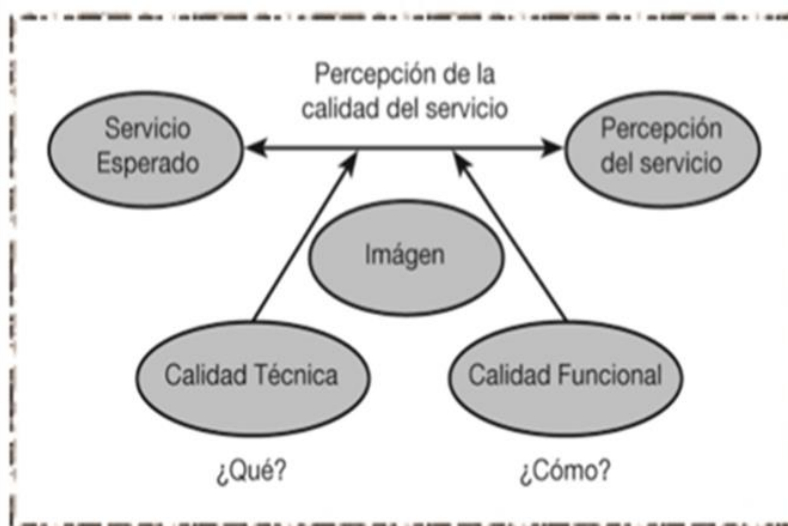 Percepción de la
calidad del servicio
Servicio
Esperado
Percepción
del servicio
Imágen
Calidad Técnica
Calidad Funcional
¿Qué?
¿Cómo?